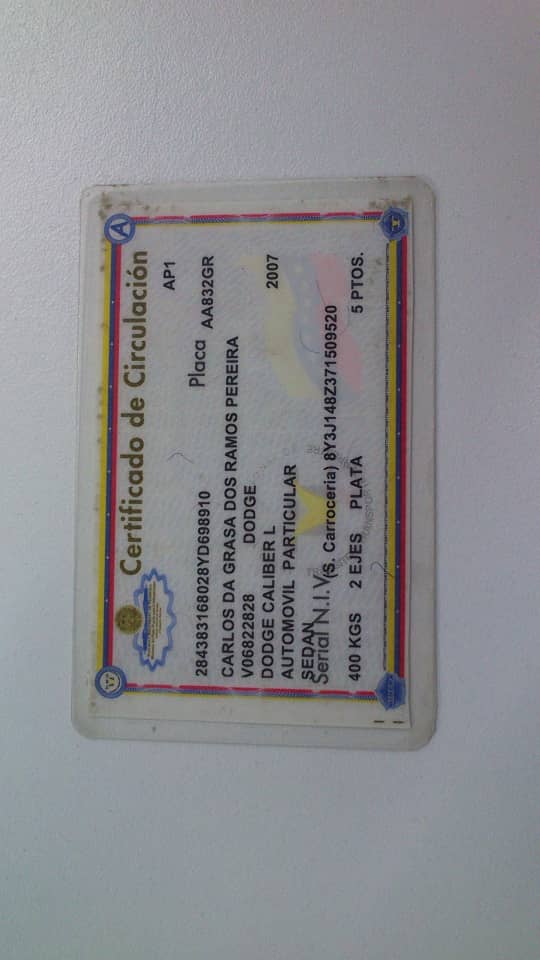 Certificado de Circulación
AP1
284383168028YD698910 Placa AA832GR
CARLOS DA GRASA DOS RAMOS PEREIRA
V06822828 DODGE
DODGE CALIBER L 2007
AUTOMOVIL PARTICULAR
SEDAN
Serial N.I.V(s. Carroceria) 8Y3J148Z371509520
400 KGS 2 EJES PLATA 5 PTOS.